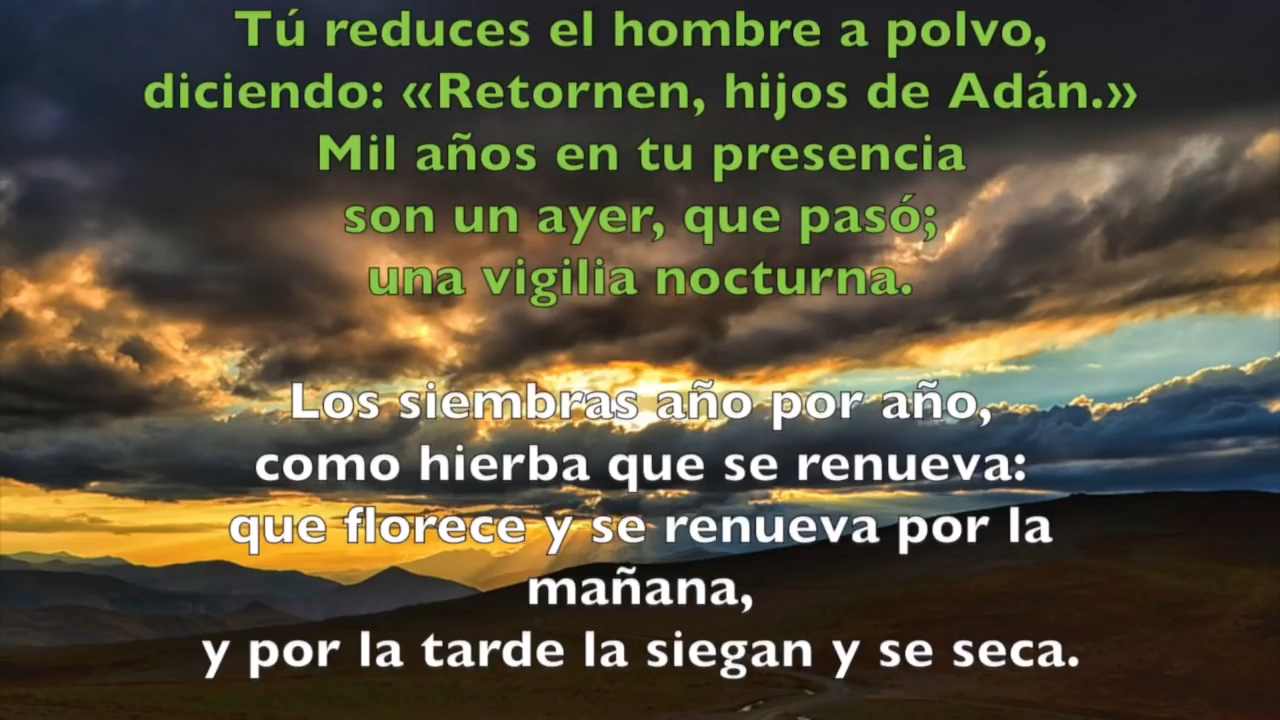 Tú reduces el hombre a polvo,
diciendo: «Retornen, hijos de Adán.»
Mil años en tu presencia
son un ayer, que pasó;
una vigilia nocturna.
Los siembras año por año,
como hierba que se renueva:
que florece y se renueva por la
mañana,
y por la tarde la siegan y se seca.